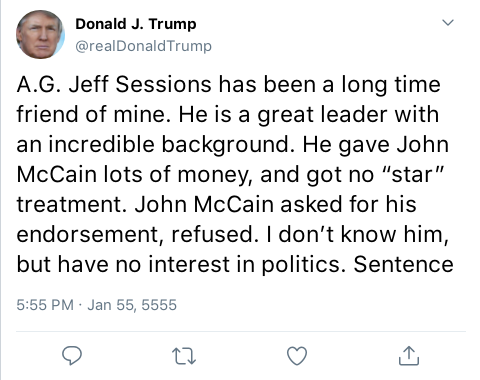 Donald J. Trump
@realDonaldTrump
A.G. Jeff Sessions has been a long time
friend of mine. He is a great leader with
an incredible background. He gave John
McCain lots of money, and got no “star”
treatment. John McCain asked for his
endorsement, refused. I don’t know him,
but have no interest in politics. Sentence
5:55 PM · Jan 55, 5555